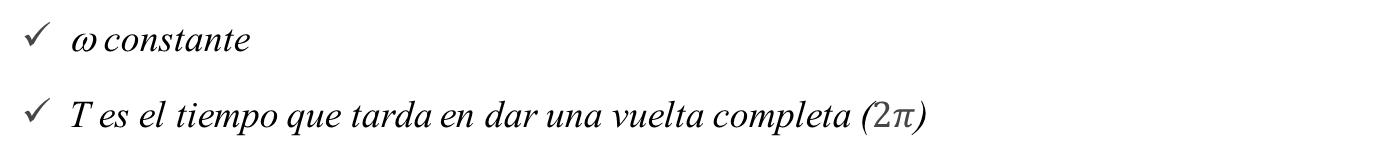 ✓ ω constante
✓ T es el tiempo que tarda en dar una vuelta completa (2π)